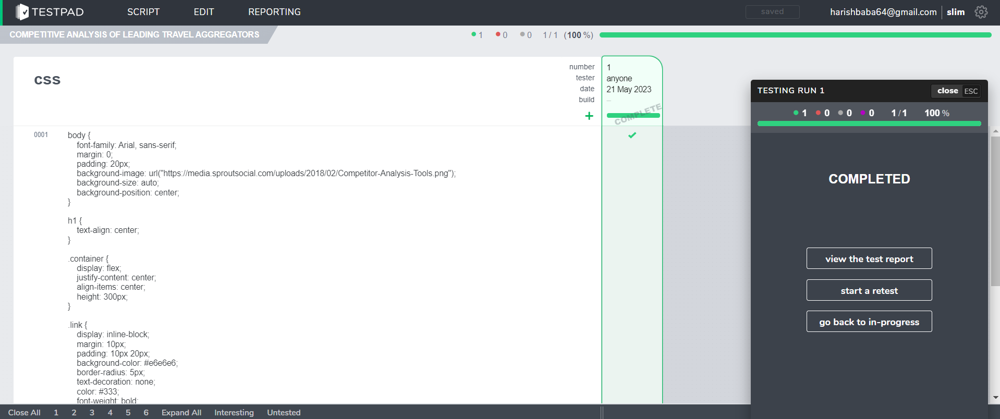 TESTPAD SCRIPT EDIT REPORTING saved harishbaba64@gmail.com slim
COMPETITIVE ANALYSIS OF LEADING TRAVEL AGGREGATORS 1 0 0 1 / 1 (100 %)
css
number 1
tester anyone
date 21 May 2023
build –
COMPLETE
0001 body {
font-family: Arial, sans-serif;
margin: 0;
padding: 20px;
background-image: url("https://media.sproutsocial.com/uploads/2018/02/Competitor-Analysis-Tools.png");
background-size: auto;
background-position: center;
}
h1 {
text-align: center;
}
.container {
display: flex;
justify-content: center;
align-items: center;
height: 300px;
}
.link {
display: inline-block;
margin: 10px;
padding: 10px 20px;
background-color: #e6e6e6;
border-radius: 5px;
text-decoration: none;
color: #333;
font-weight: bold;
TESTING RUN 1 close ESC
1 0 0 0 1 / 1 100 %
COMPLETED
view the test report
start a retest
go back to in-progress
Close All 1 2 3 4 5 6 Expand All Interesting Untested